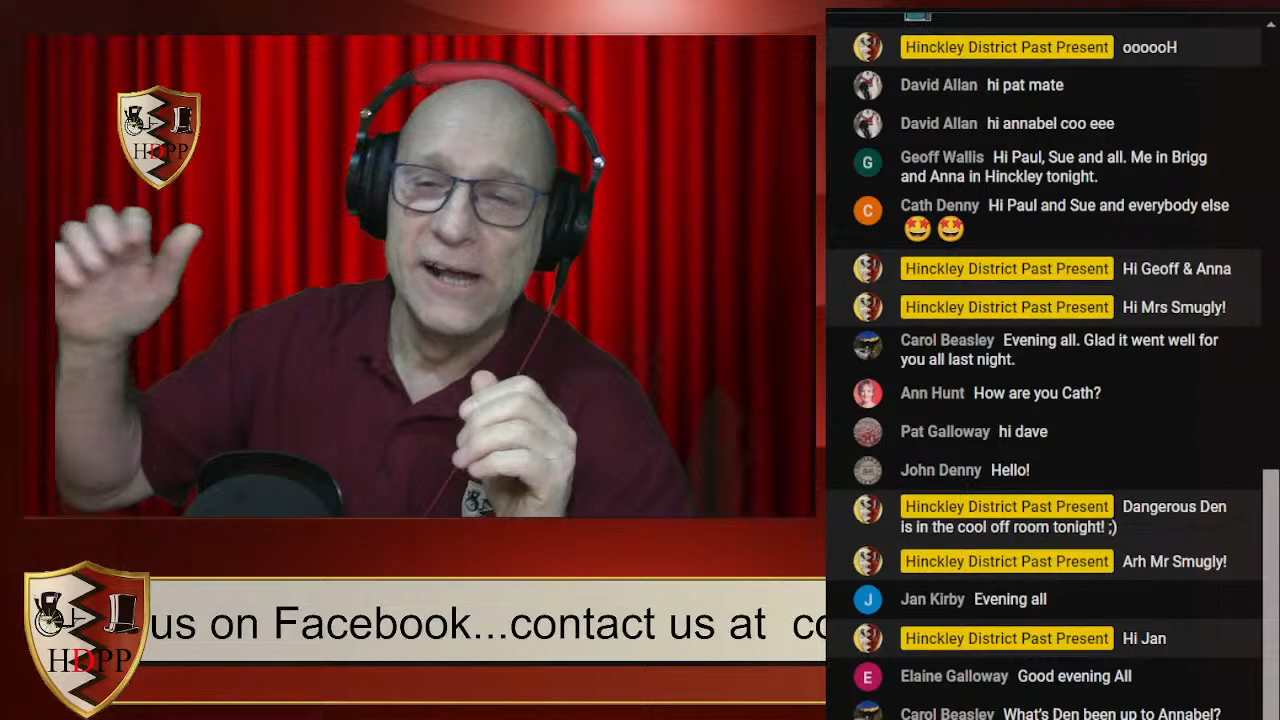 HDPP
HDPP
us on Facebook...contact us at co
Hinckley District Past Present oooooH
David Allan hi pat mate
David Allan hi annabel coo eee
G Geoff Wallis Hi Paul, Sue and all. Me in Brigg
and Anna in Hinckley tonight.
C Cath Denny Hi Paul and Sue and everybody else
Hinckley District Past Present Hi Geoff & Anna
Hinckley District Past Present Hi Mrs Smugly!
Carol Beasley Evening all. Glad it went well for
you all last night.
Ann Hunt How are you Cath?
Pat Galloway hi dave
John Denny Hello!
Hinckley District Past Present Dangerous Den
is in the cool off room tonight! ;)
Hinckley District Past Present Arh Mr Smugly!
J Jan Kirby Evening all
Hinckley District Past Present Hi Jan
E Elaine Galloway Good evening All
Carol Beasley What's Den been up to Annabel?